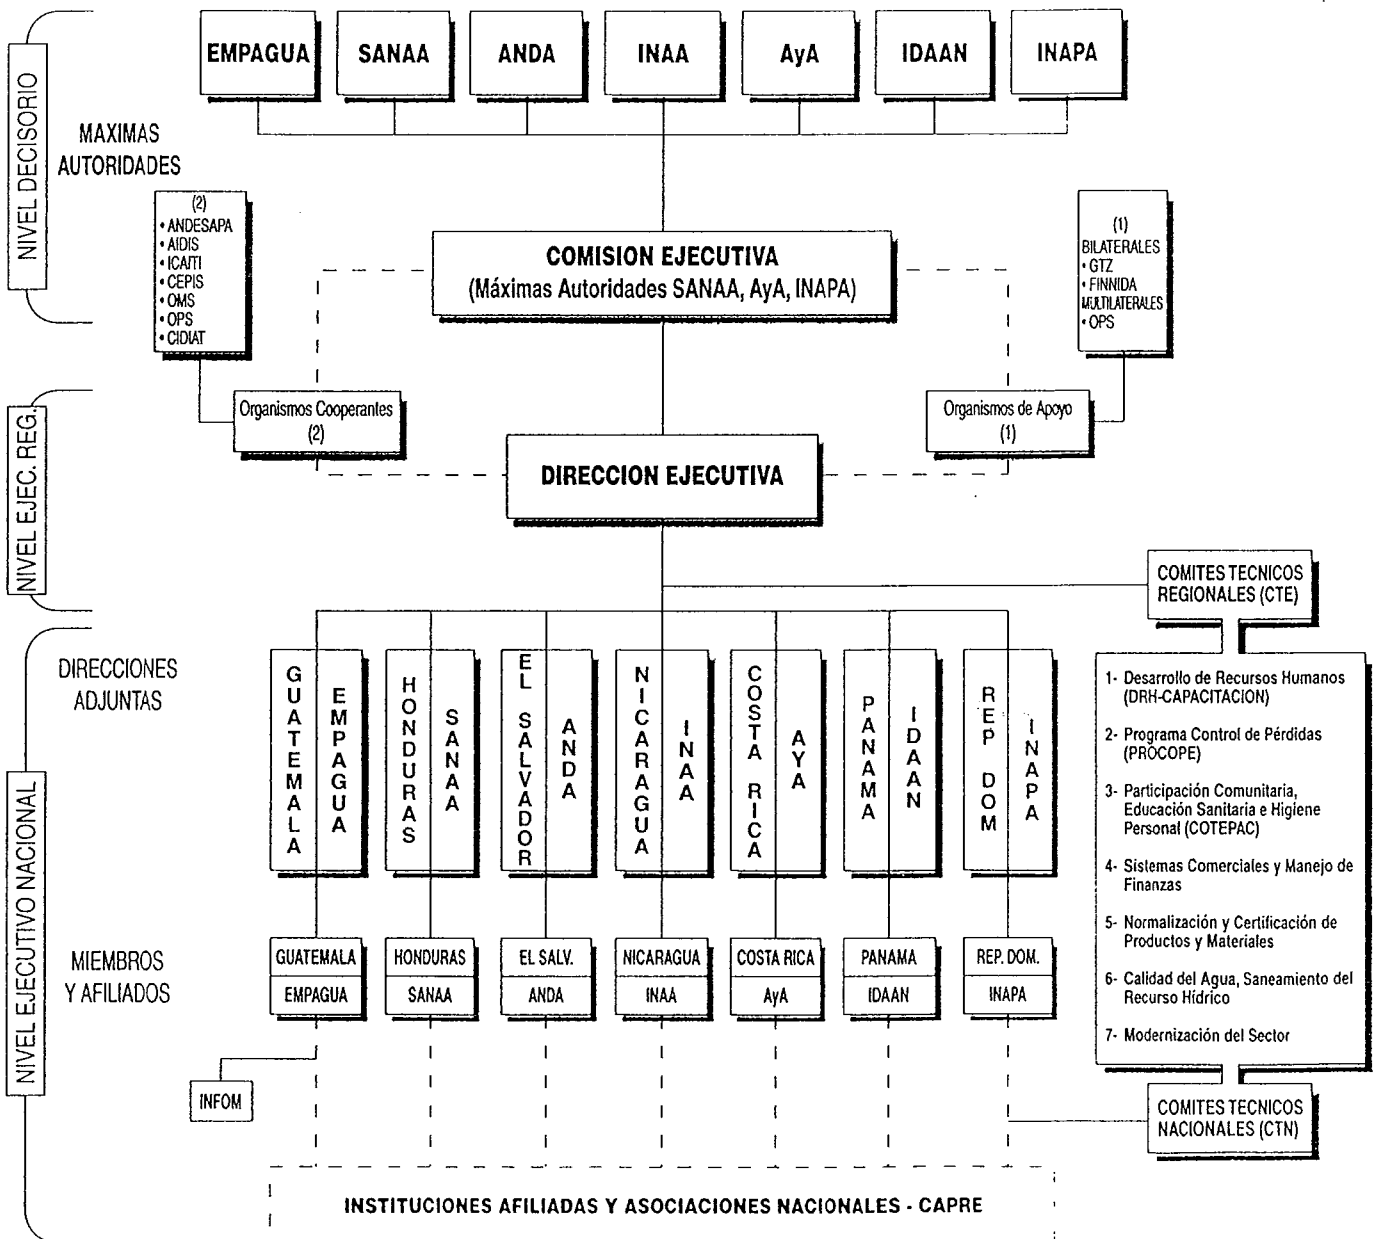 NIVEL DECISORIO
MAXIMAS
AUTORIDADES
EMPAGUA
SANAA
ANDA
INAA
AyA
IDAAN
INAPA
(2)
• ANDESAPA
• AIDIS
• ICAITI
• CEPIS
• OMS
• OPS
• CIDIAT
COMISION EJECUTIVA
(Máximas Autoridades SANAA, AyA, INAPA)
(1)
BILATERALES
• GTZ
• FINNIDA
MULTILATERALES
• OPS
NIVEL EJEC. REG.
Organismos Cooperantes
(2)
Organismos de Apoyo
(1)
DIRECCION EJECUTIVA
COMITES TECNICOS
REGIONALES (CTE)
NIVEL EJECUTIVO NACIONAL
DIRECCIONES
ADJUNTAS
GUATEMALA
EMPAGUA
HONDURAS
SANAA
EL SALVADOR
ANDA
NICARAGUA
INAA
COSTA RICA
AYA
PANAMA
IDAAN
REP DOM
INAPA
1- Desarrollo de Recursos Humanos
(DRH-CAPACITACION)
2- Programa Control de Pérdidas
(PROCOPE)
3- Participación Comunitaria,
Educación Sanitaria e Higiene
Personal (COTEPAC)
4- Sistemas Comerciales y Manejo de
Finanzas
5- Normalización y Certificación de
Productos y Materiales
6- Calidad del Agua, Saneamiento del
Recurso Hídrico
7- Modernización del Sector
MIEMBROS
Y AFILIADOS
GUATEMALA
EMPAGUA
HONDURAS
SANAA
EL SALV.
ANDA
NICARAGUA
INAA
COSTA RICA
AyA
PANAMA
IDAAN
REP. DOM.
INAPA
INFOM
COMITES TECNICOS
NACIONALES (CTN)
INSTITUCIONES AFILIADAS Y ASOCIACIONES NACIONALES - CAPRE